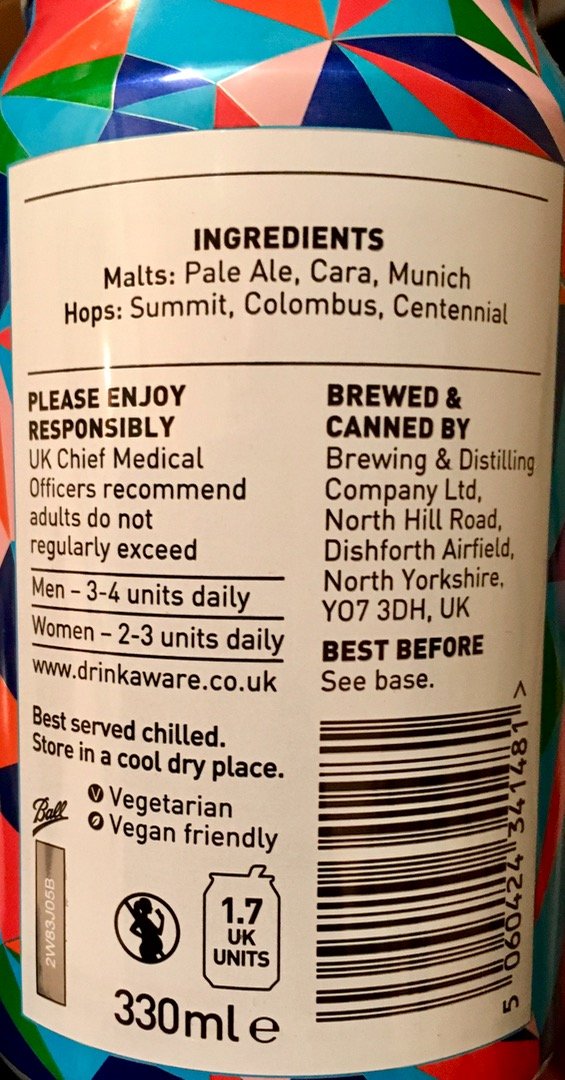 INGREDIENTS
Malts: Pale Ale, Cara, Munich
Hops: Summit, Colombus, Centennial
PLEASE ENJOY
RESPONSIBLY
UK Chief Medical
Officers recommend
adults do not
regularly exceed
Men – 3-4 units daily
Women – 2-3 units daily
www.drinkaware.co.uk
Best served chilled.
Store in a cool dry place.
V Vegetarian
Vegan friendly
Ball
2W83J05B
1.7
UK
UNITS
330ml e
BREWED &
CANNED BY
Brewing & Distilling
Company Ltd,
North Hill Road,
Dishforth Airfield,
North Yorkshire,
YO7 3DH, UK
BEST BEFORE
See base.
5 060424 341481 >